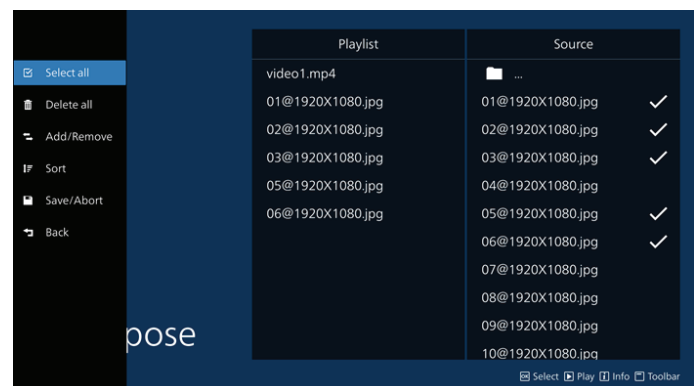 Select all
Delete all
Add/Remove
Sort
Save/Abort
Back
pose
Playlist
video1.mp4
01@1920X1080.jpg
02@1920X1080.jpg
03@1920X1080.jpg
05@1920X1080.jpg
06@1920X1080.jpg
Source
...
01@1920X1080.jpg
02@1920X1080.jpg
03@1920X1080.jpg
04@1920X1080.jpg
05@1920X1080.jpg
06@1920X1080.jpg
07@1920X1080.jpg
08@1920X1080.jpg
09@1920X1080.jpg
10@1920X1080.jpg
OK Select Play i Info Toolbar